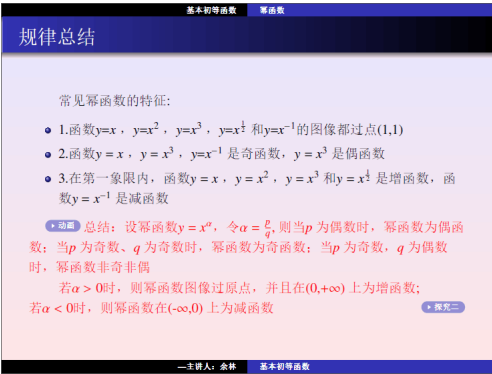 基本初等函数 幂函数
规律总结
常见幂函数的特征:
1.函数y=x ，y=x² ，y=x³ ，y=x^{1/2} 和y=x⁻¹的图像都过点(1,1)
2.函数y = x ，y = x³ ，y=x⁻¹ 是奇函数，y = x³ 是偶函数
3.在第一象限内，函数y = x ，y = x² ，y = x³ 和y = x^{1/2} 是增函数，函
数y = x⁻¹ 是减函数
动画 总结：设幂函数y = x^α，令α = p/q, 则当p 为偶数时，幂函数为偶函
数；当p 为奇数、q 为奇数时，幂函数为奇函数；当p 为奇数，q 为偶数
时，幂函数非奇非偶
若α > 0时，则幂函数图像过原点，并且在(0,+∞) 上为增函数;
若α < 0时，则幂函数在(-∞,0) 上为减函数 探究二
—主讲人：余林 基本初等函数